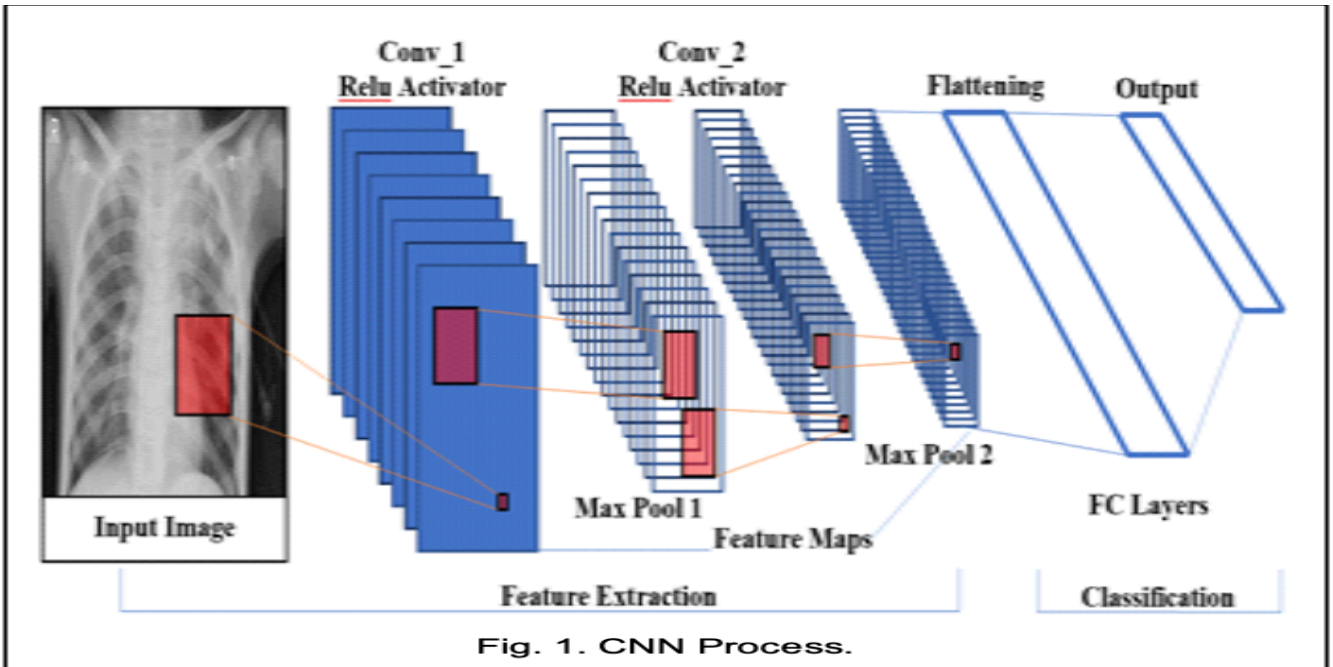 Conv_1
Relu Activator
Conv_2
Relu Activator
Flattening
Output
Input Image
Max Pool 1
Max Pool 2
Feature Maps
FC Layers
Feature Extraction
Classification
Fig. 1. CNN Process.